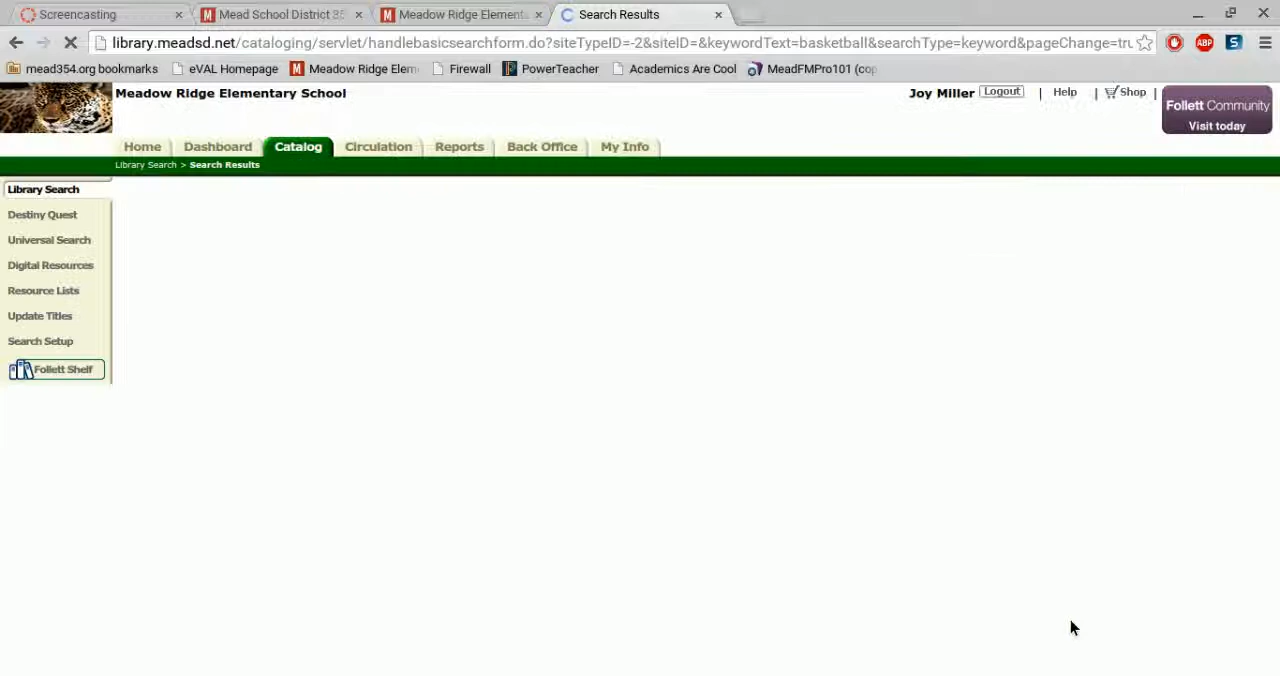 Screencasting
Mead School District 35
Meadow Ridge Element
Search Results
library.meadsd.net/cataloging/servlet/handlebasicsearchform.do?siteTypeID=-2&siteID=&keywordText=basketball&searchType=keyword&pageChange=tru
ABP
S
mead354.org bookmarks
eVAL Homepage
M Meadow Ridge Elem
Firewall
PowerTeacher
Academics Are Cool
MeadFMPro101 (cop
Meadow Ridge Elementary School
Joy Miller Logout | Help | Shop |
Follett Community
Visit today
Home Dashboard Catalog Circulation Reports Back Office My Info
Library Search > Search Results
Library Search
Destiny Quest
Universal Search
Digital Resources
Resource Lists
Update Titles
Search Setup
Follett Shelf